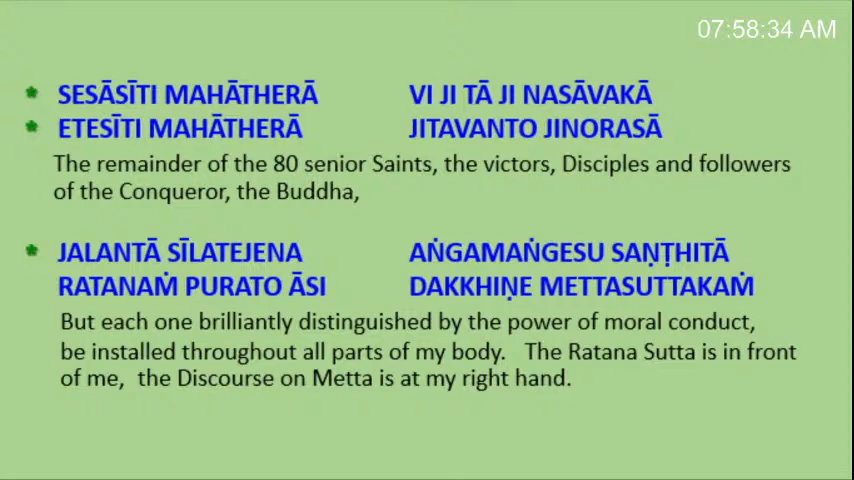 07:58:34 AM
* SESĀSĪTI MAHĀTHERĀ VI JI TĀ JI NASĀVAKĀ
* ETESĪTI MAHĀTHERĀ JITAVANTO JINORASĀ
The remainder of the 80 senior Saints, the victors, Disciples and followers
of the Conqueror, the Buddha,
* JALANTĀ SĪLATEJENA AṄGAMAṄGESU SAṆṬHITĀ
RATANAṀ PURATO ĀSI DAKKHIṆE METTASUTTAKAṀ
But each one brilliantly distinguished by the power of moral conduct,
be installed throughout all parts of my body. The Ratana Sutta is in front
of me, the Discourse on Metta is at my right hand.